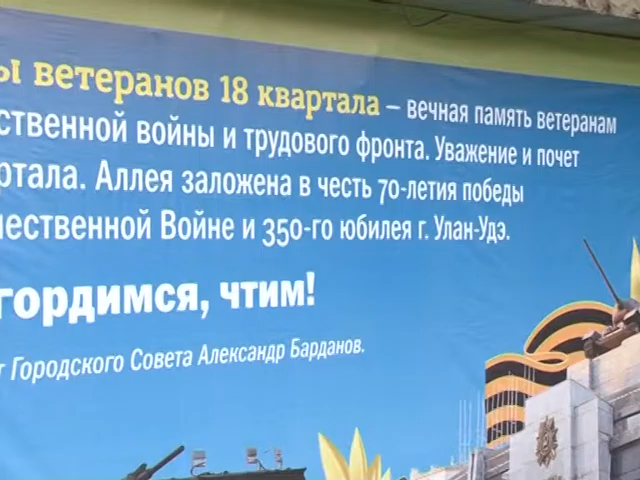 ы ветеранов 18 квартала – вечная память ветеранам
ственной войны и трудового фронта. Уважение и почет
ртала. Аллея заложена в честь 70-летия победы
чественной Войне и 350-го юбилея г. Улан-Удэ.
гордимся, чтим!
т Городского Совета Александр Барданов.